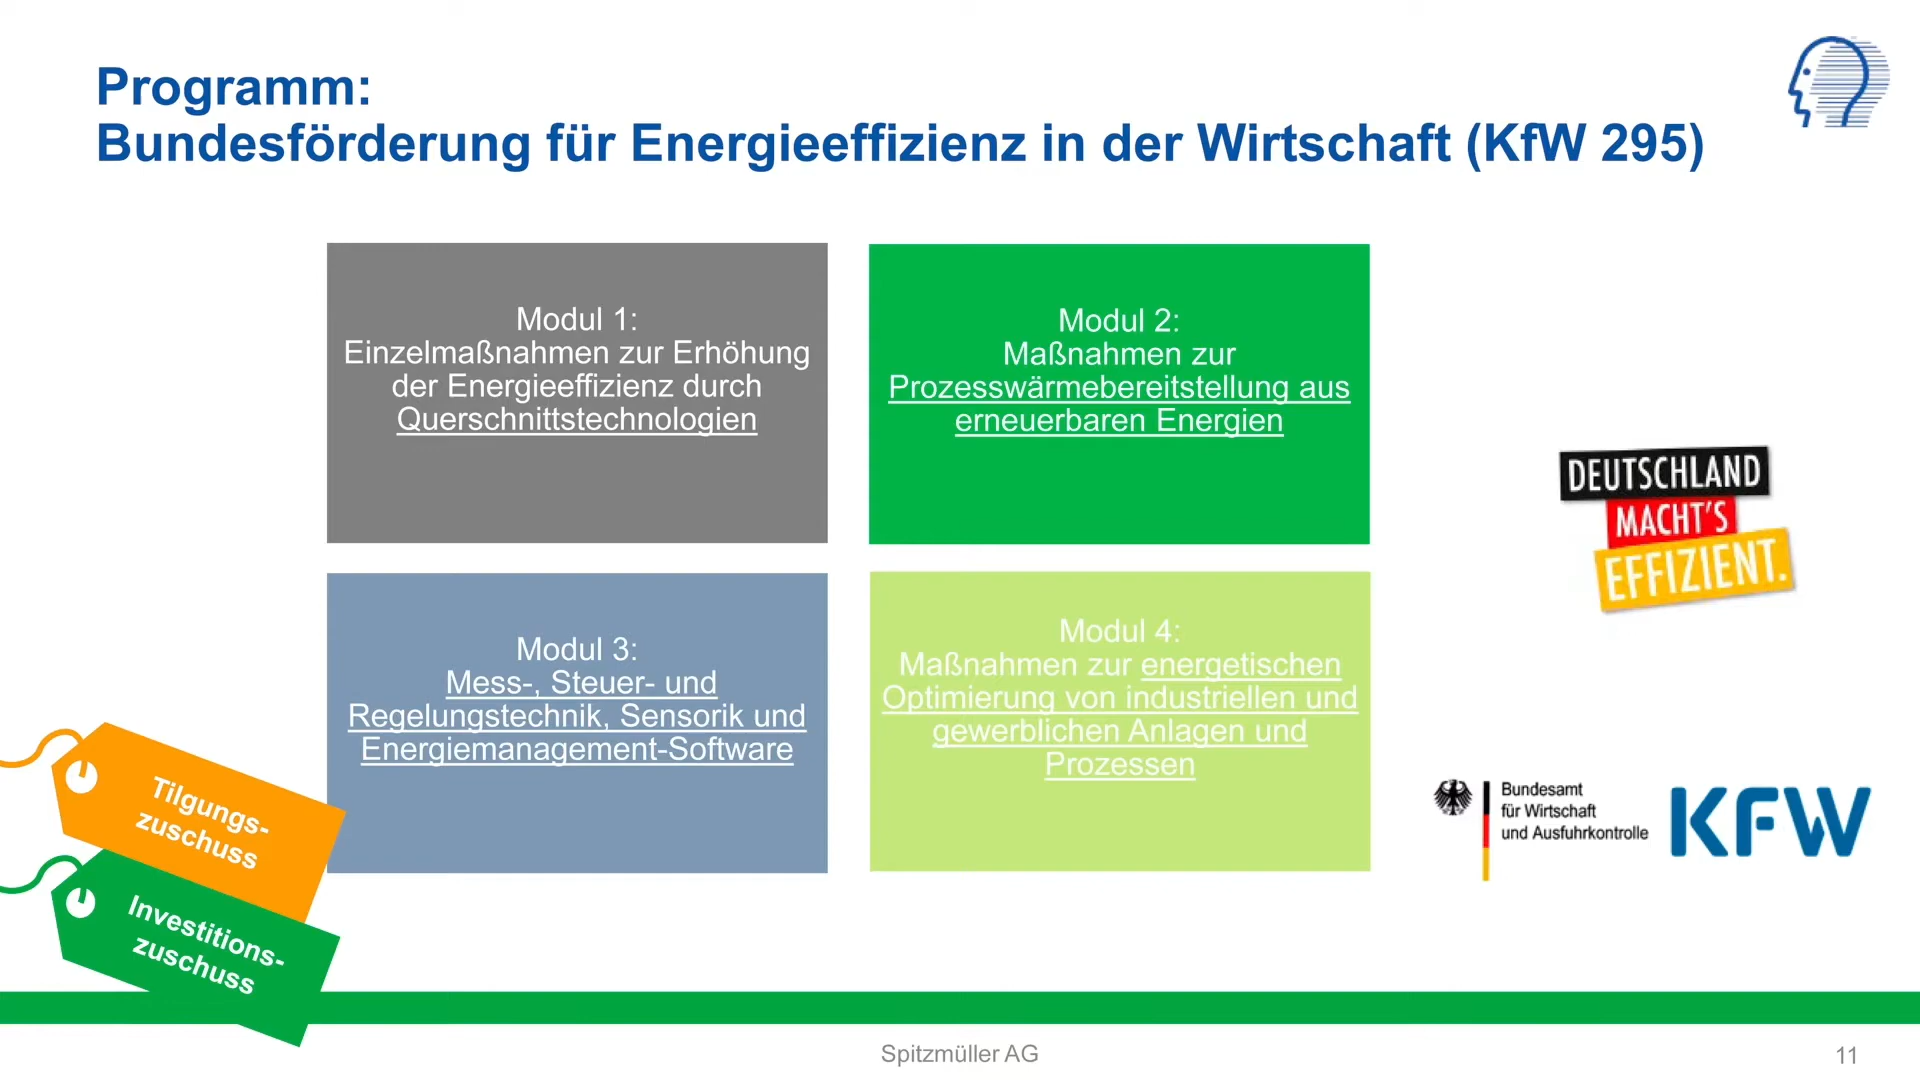 Programm:
Bundesförderung für Energieeffizienz in der Wirtschaft (KfW 295)
Modul 1:
Einzelmaßnahmen zur Erhöhung
der Energieeffizienz durch
Querschnittstechnologien
Modul 2:
Maßnahmen zur
Prozesswärmebereitstellung aus
erneuerbaren Energien
Modul 3:
Mess-, Steuer- und
Regelungstechnik, Sensorik und
Energiemanagement-Software
Modul 4:
Maßnahmen zur energetischen
Optimierung von industriellen und
gewerblichen Anlagen und
Prozessen
DEUTSCHLAND
MACHT'S
EFFIZIENT.
Tilgungs-
zuschuss
Investitions-
zuschuss
Bundesamt
für Wirtschaft
und Ausfuhrkontrolle
KFW
Spitzmüller AG
11